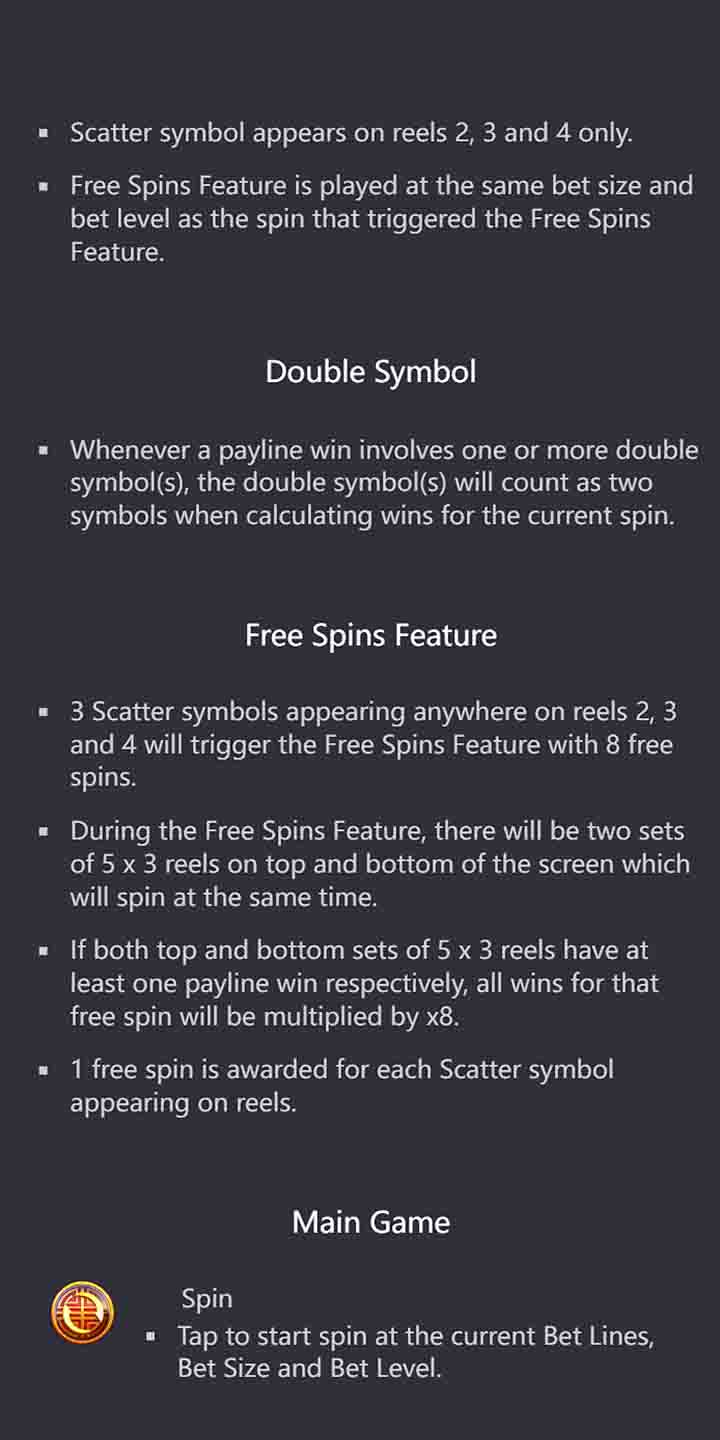 ▪ Scatter symbol appears on reels 2, 3 and 4 only.
▪ Free Spins Feature is played at the same bet size and
bet level as the spin that triggered the Free Spins
Feature.
Double Symbol
▪ Whenever a payline win involves one or more double
symbol(s), the double symbol(s) will count as two
symbols when calculating wins for the current spin.
Free Spins Feature
▪ 3 Scatter symbols appearing anywhere on reels 2, 3
and 4 will trigger the Free Spins Feature with 8 free
spins.
▪ During the Free Spins Feature, there will be two sets
of 5 x 3 reels on top and bottom of the screen which
will spin at the same time.
▪ If both top and bottom sets of 5 x 3 reels have at
least one payline win respectively, all wins for that
free spin will be multiplied by x8.
▪ 1 free spin is awarded for each Scatter symbol
appearing on reels.
Main Game
Spin
▪ Tap to start spin at the current Bet Lines,
Bet Size and Bet Level.